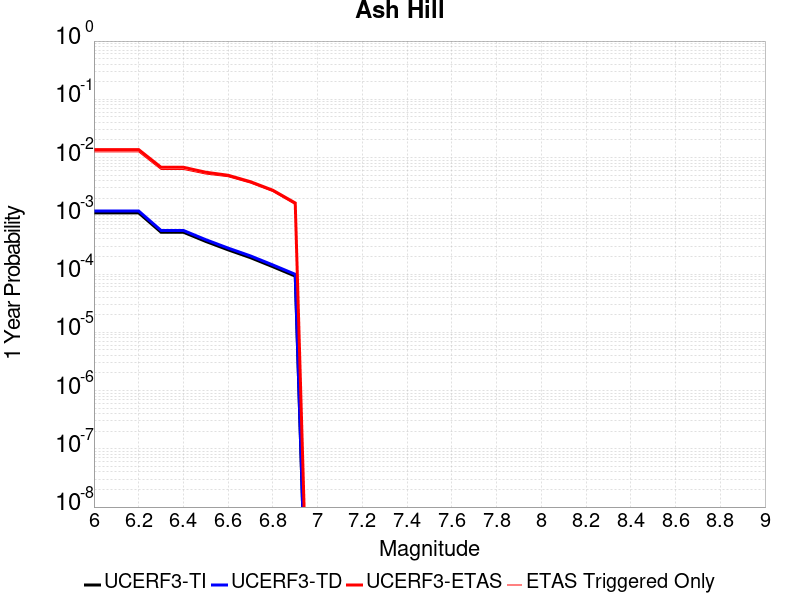 Ash Hill
10^0
10^-1
10^-2
10^-3
10^-4
10^-5
10^-6
10^-7
10^-8
1 Year Probability
6 6.2 6.4 6.6 6.8 7 7.2 7.4 7.6 7.8 8 8.2 8.4 8.6 8.8 9
Magnitude
UCERF3-TI UCERF3-TD UCERF3-ETAS ETAS Triggered Only